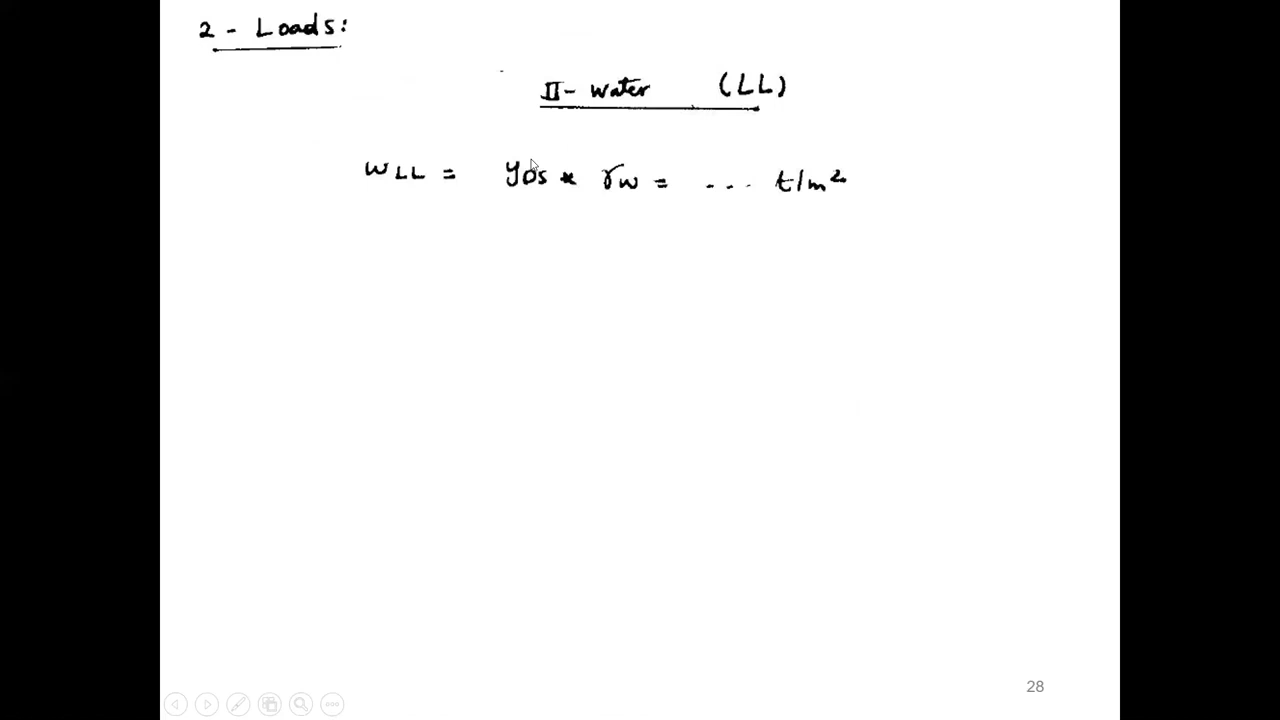 2 - Loads:
II - water (LL)
wLL = yDs * γw = ... t/m²
28